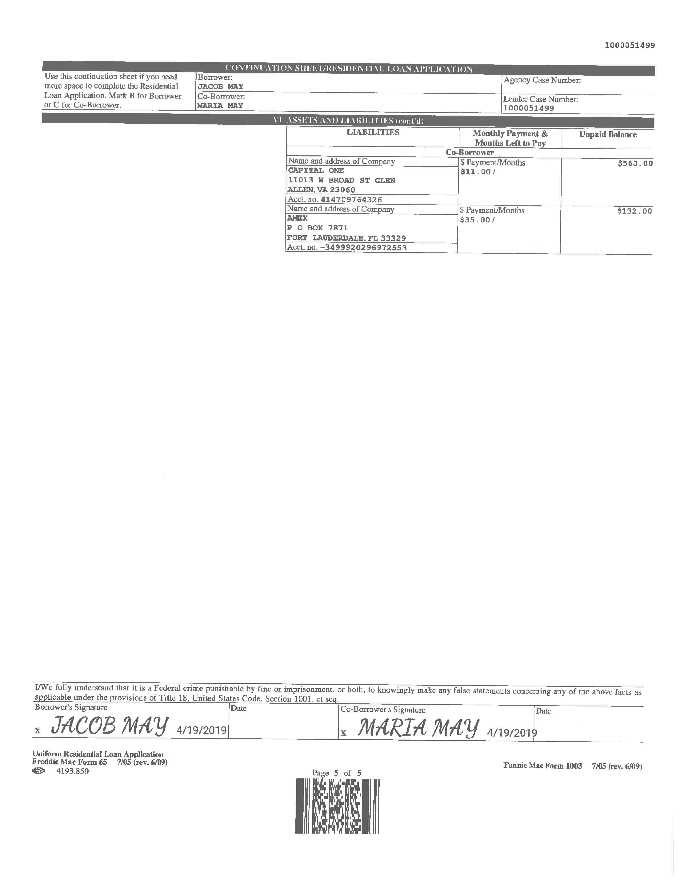 1000051499
CONTINUATION SHEET/RESIDENTIAL LOAN APPLICATION
Use this continuation sheet if you need
more space to complete the Residential
Loan Application. Mark B for Borrower
or C for Co-Borrower.
Borrower:
JACOB MAY
Co-Borrower:
MARIA MAY
Agency Case Number:
Lender Case Number:
1000051499
VI. ASSETS AND LIABILITIES (cont'd)
LIABILITIES
Monthly Payment &
Months Left to Pay
Unpaid Balance
Co-Borrower
Name and address of Company
$ Payment/Months
$563.00
CAPITAL ONE
$11.00/
11013 W BROAD ST GLEN
ALLEN, VA 23060
Acct. no.
Name and address of Company
$ Payment/Months
$132.00
AMEX
$35.00/
P O BOX 7871
FORT LAUDERDALE, FL 33329
Acct. no. -3499920296972553
I/We fully understand that it is a Federal crime punishable by fine or imprisonment, or both, to knowingly make any false statements concerning any of the above facts as
applicable under the provisions of Title 18, United States Code, Section 1001, et seq.
Borrower's Signature
Date
Co-Borrower's Signature
Date
x JACOB MAY 4/19/2019
x MARIA MAY 4/19/2019
Uniform Residential Loan Application
Freddie Mac Form 65 7/05 (rev. 6/09)
4193.850
Fannie Mae Form 1003 7/05 (rev. 6/09)
Page 5 of 5